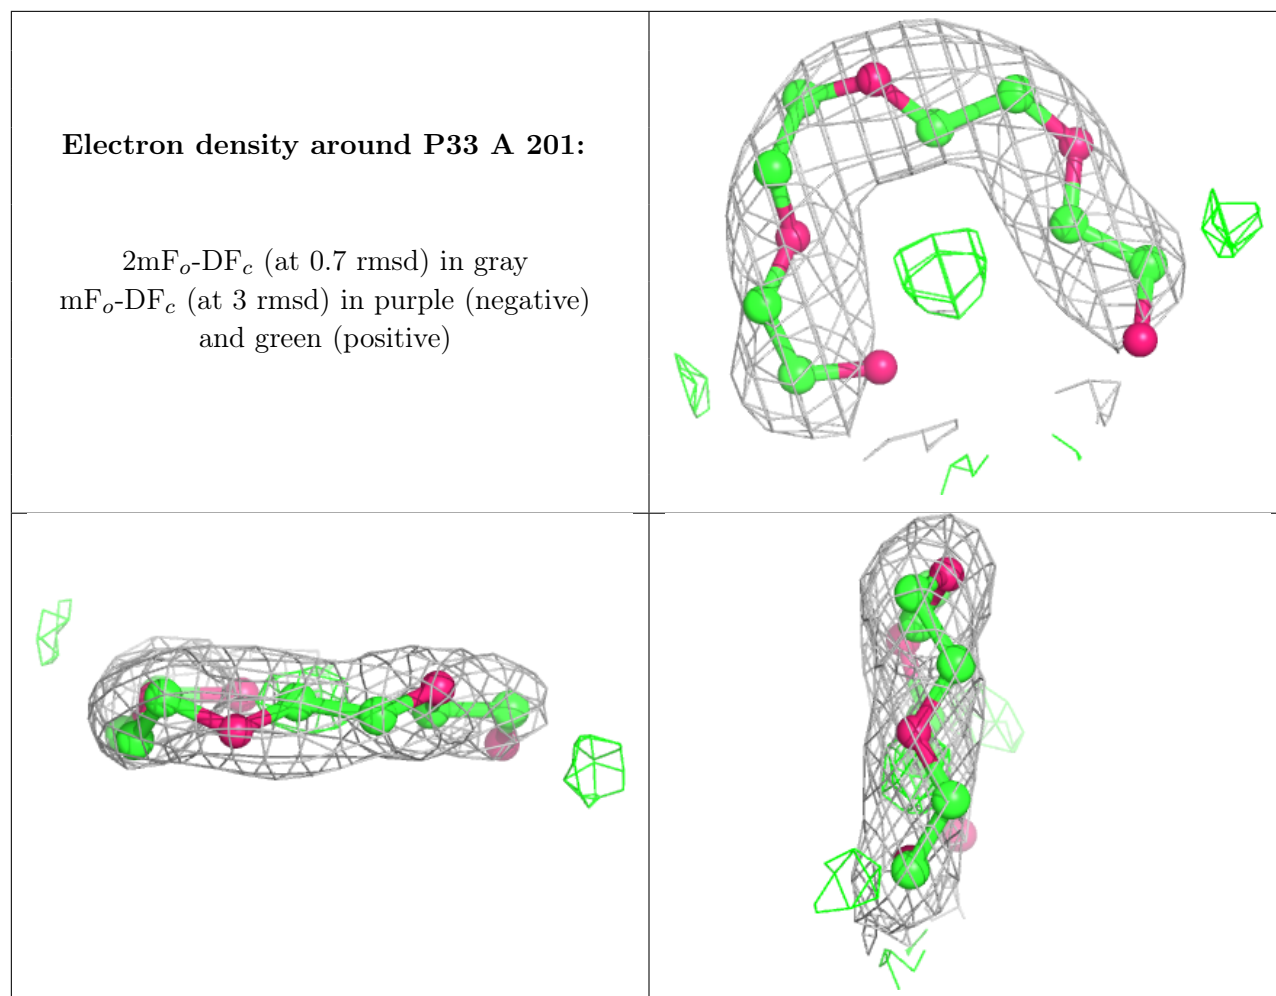 Electron density around P33 A 201:
2mFo-DFc (at 0.7 rmsd) in gray
mFo-DFc (at 3 rmsd) in purple (negative)
and green (positive)